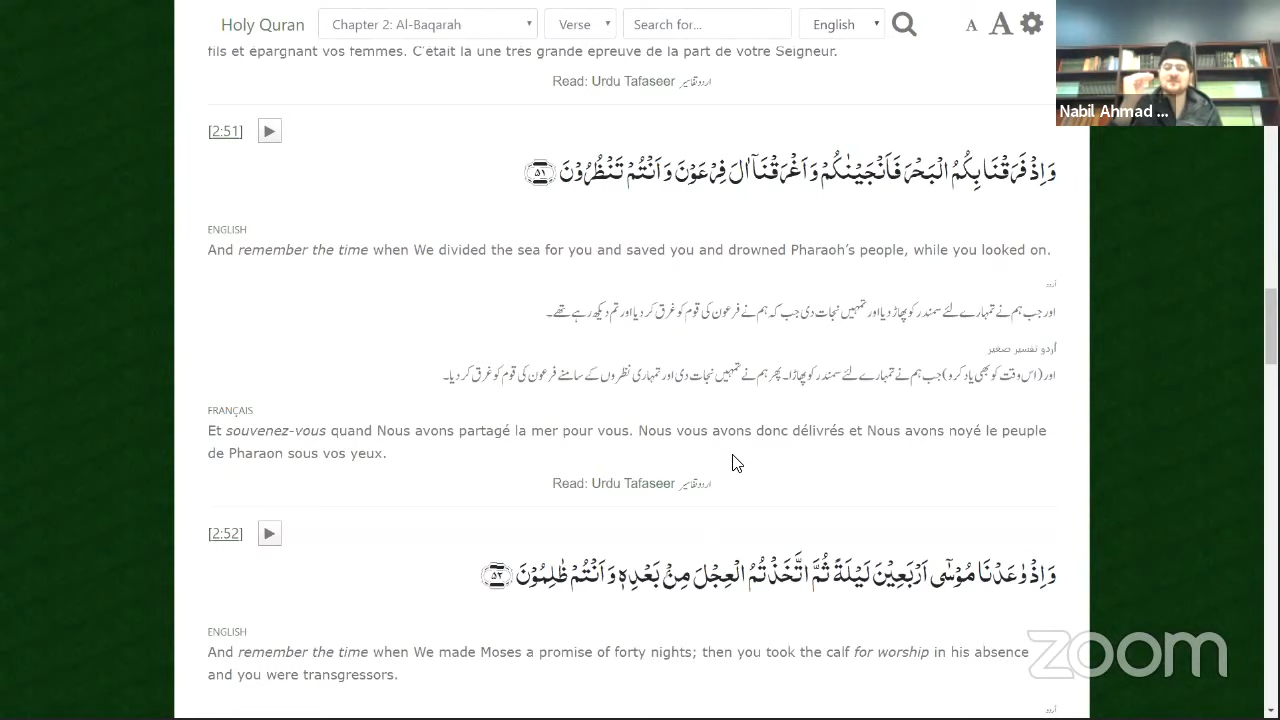 Holy Quran Chapter 2: Al-Baqarah Verse Search for... English A A
fils et épargnant vos femmes. C’était là une très grande épreuve de la part de votre Seigneur.
Read: Urdu Tafaseer اردو تفاسیر
Nabil Ahmad ...
[2:51]
وَاِذْ فَرَقْنَا بِكُمُ الْبَحْرَ فَاَنْجَيْنٰكُمْ وَاَغْرَقْنَاۤ اٰلَ فِرْعَوْنَ وَاَنْتُمْ تَنْظُرُوْنَ ﴿۵۱﴾
ENGLISH
And remember the time when We divided the sea for you and saved you and drowned Pharaoh’s people, while you looked on.
اردو
اور جب ہم نے تمہارے لئے سمندر کو پھاڑ دیا اور تمہیں نجات دی جب کہ ہم نے فرعون کی قوم کو غرق کر دیا اور تم دیکھ رہے تھے۔
اُردو تفسیر صغیر
اور (اس وقت کو بھی یاد کرو) جب ہم نے تمہارے لئے سمندر کو پھاڑا۔ پھر ہم نے تمہیں نجات دی اور تمہاری نظروں کے سامنے فرعون کی قوم کو غرق کر دیا۔
FRANÇAIS
Et souvenez-vous quand Nous avons partagé la mer pour vous. Nous vous avons donc délivrés et Nous avons noyé le peuple
de Pharaon sous vos yeux.
Read: Urdu Tafaseer اردو تفاسیر
[2:52]
وَاِذْ وٰعَدْنَا مُوْسٰۤى اَرْبَعِيْنَ لَيْلَةً ثُمَّ اتَّخَذْتُمُ الْعِجْلَ مِنْۢ بَعْدِهٖ وَاَنْتُمْ ظٰلِمُوْنَ ﴿۵۲﴾
ENGLISH
And remember the time when We made Moses a promise of forty nights; then you took the calf for worship in his absence
and you were transgressors.
اردو
zoom